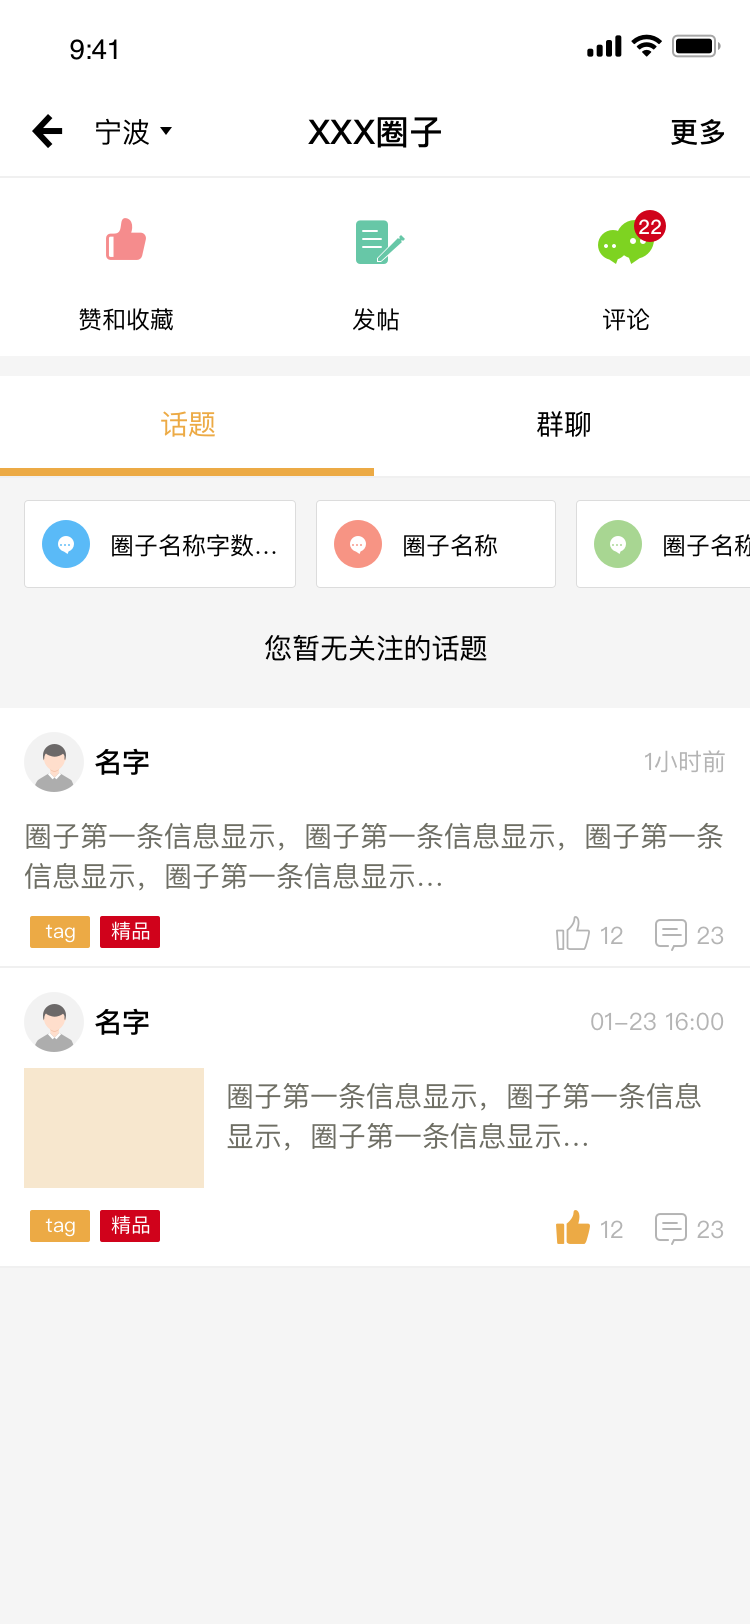 9:41
宁波
XXX圈子
更多
22
赞和收藏
发帖
评论
话题
群聊
圈子名称字数...
圈子名称
圈子名称
您暂无关注的话题
名字
1小时前
圈子第一条信息显示，圈子第一条信息显示，圈子第一条
信息显示，圈子第一条信息显示...
tag
精品
12
23
名字
01-23 16:00
圈子第一条信息显示，圈子第一条信息
显示，圈子第一条信息显示...
tag
精品
12
23